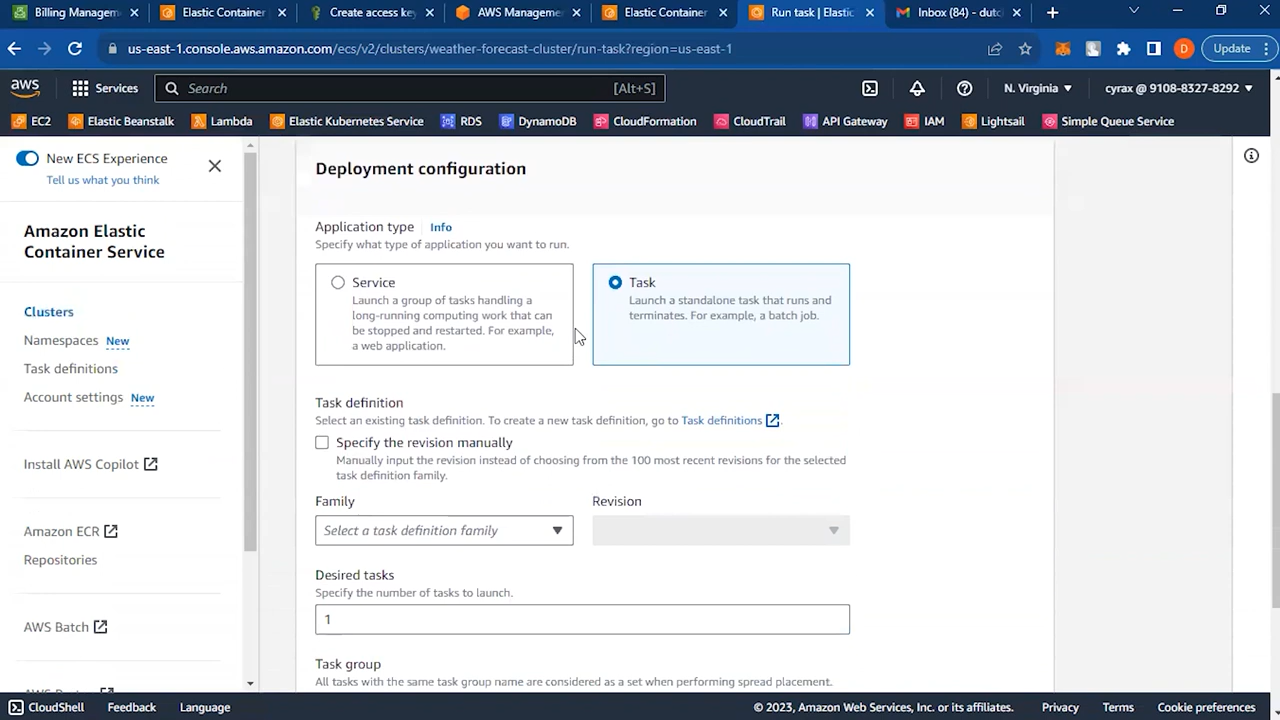 Billing Managem
Elastic Container
Create access key
AWS Manageme
Elastic Container
Run task | Elastic
Inbox (84) - dutc
us-east-1.console.aws.amazon.com/ecs/v2/clusters/weather-forecast-cluster/run-task?region=us-east-1
D
Update
aws
Services
Search
[Alt+S]
N. Virginia
cyrax @ 9108-8327-8292
EC2
Elastic Beanstalk
Lambda
Elastic Kubernetes Service
RDS
DynamoDB
CloudFormation
CloudTrail
API Gateway
IAM
Lightsail
Simple Queue Service
New ECS Experience
Tell us what you think
Amazon Elastic
Container Service
Clusters
Namespaces New
Task definitions
Account settings New
Install AWS Copilot
Amazon ECR
Repositories
AWS Batch
Deployment configuration
Application type Info
Specify what type of application you want to run.
Service
Launch a group of tasks handling a
long-running computing work that can
be stopped and restarted. For example,
a web application.
Task
Launch a standalone task that runs and
terminates. For example, a batch job.
Task definition
Select an existing task definition. To create a new task definition, go to Task definitions.
Specify the revision manually
Manually input the revision instead of choosing from the 100 most recent revisions for the selected
task definition family.
Family
Select a task definition family
Revision
Desired tasks
Specify the number of tasks to launch.
1
Task group
All tasks with the same task group name are considered as a set when performing spread placement.
CloudShell
Feedback
Language
© 2023, Amazon Web Services, Inc. or its affiliates.
Privacy
Terms
Cookie preferences